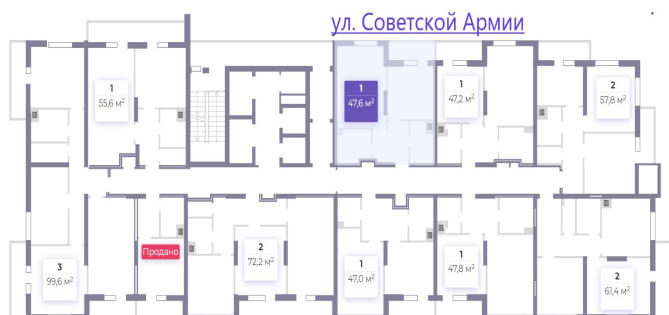 ул. Советской Армии
1
55,6 м²
1
47,6 м²
1
47,2 м²
2
57,8 м²
3
99,6 м²
Продано
2
72,2 м²
1
47,0 м²
1
47,8 м²
2
61,4 м²